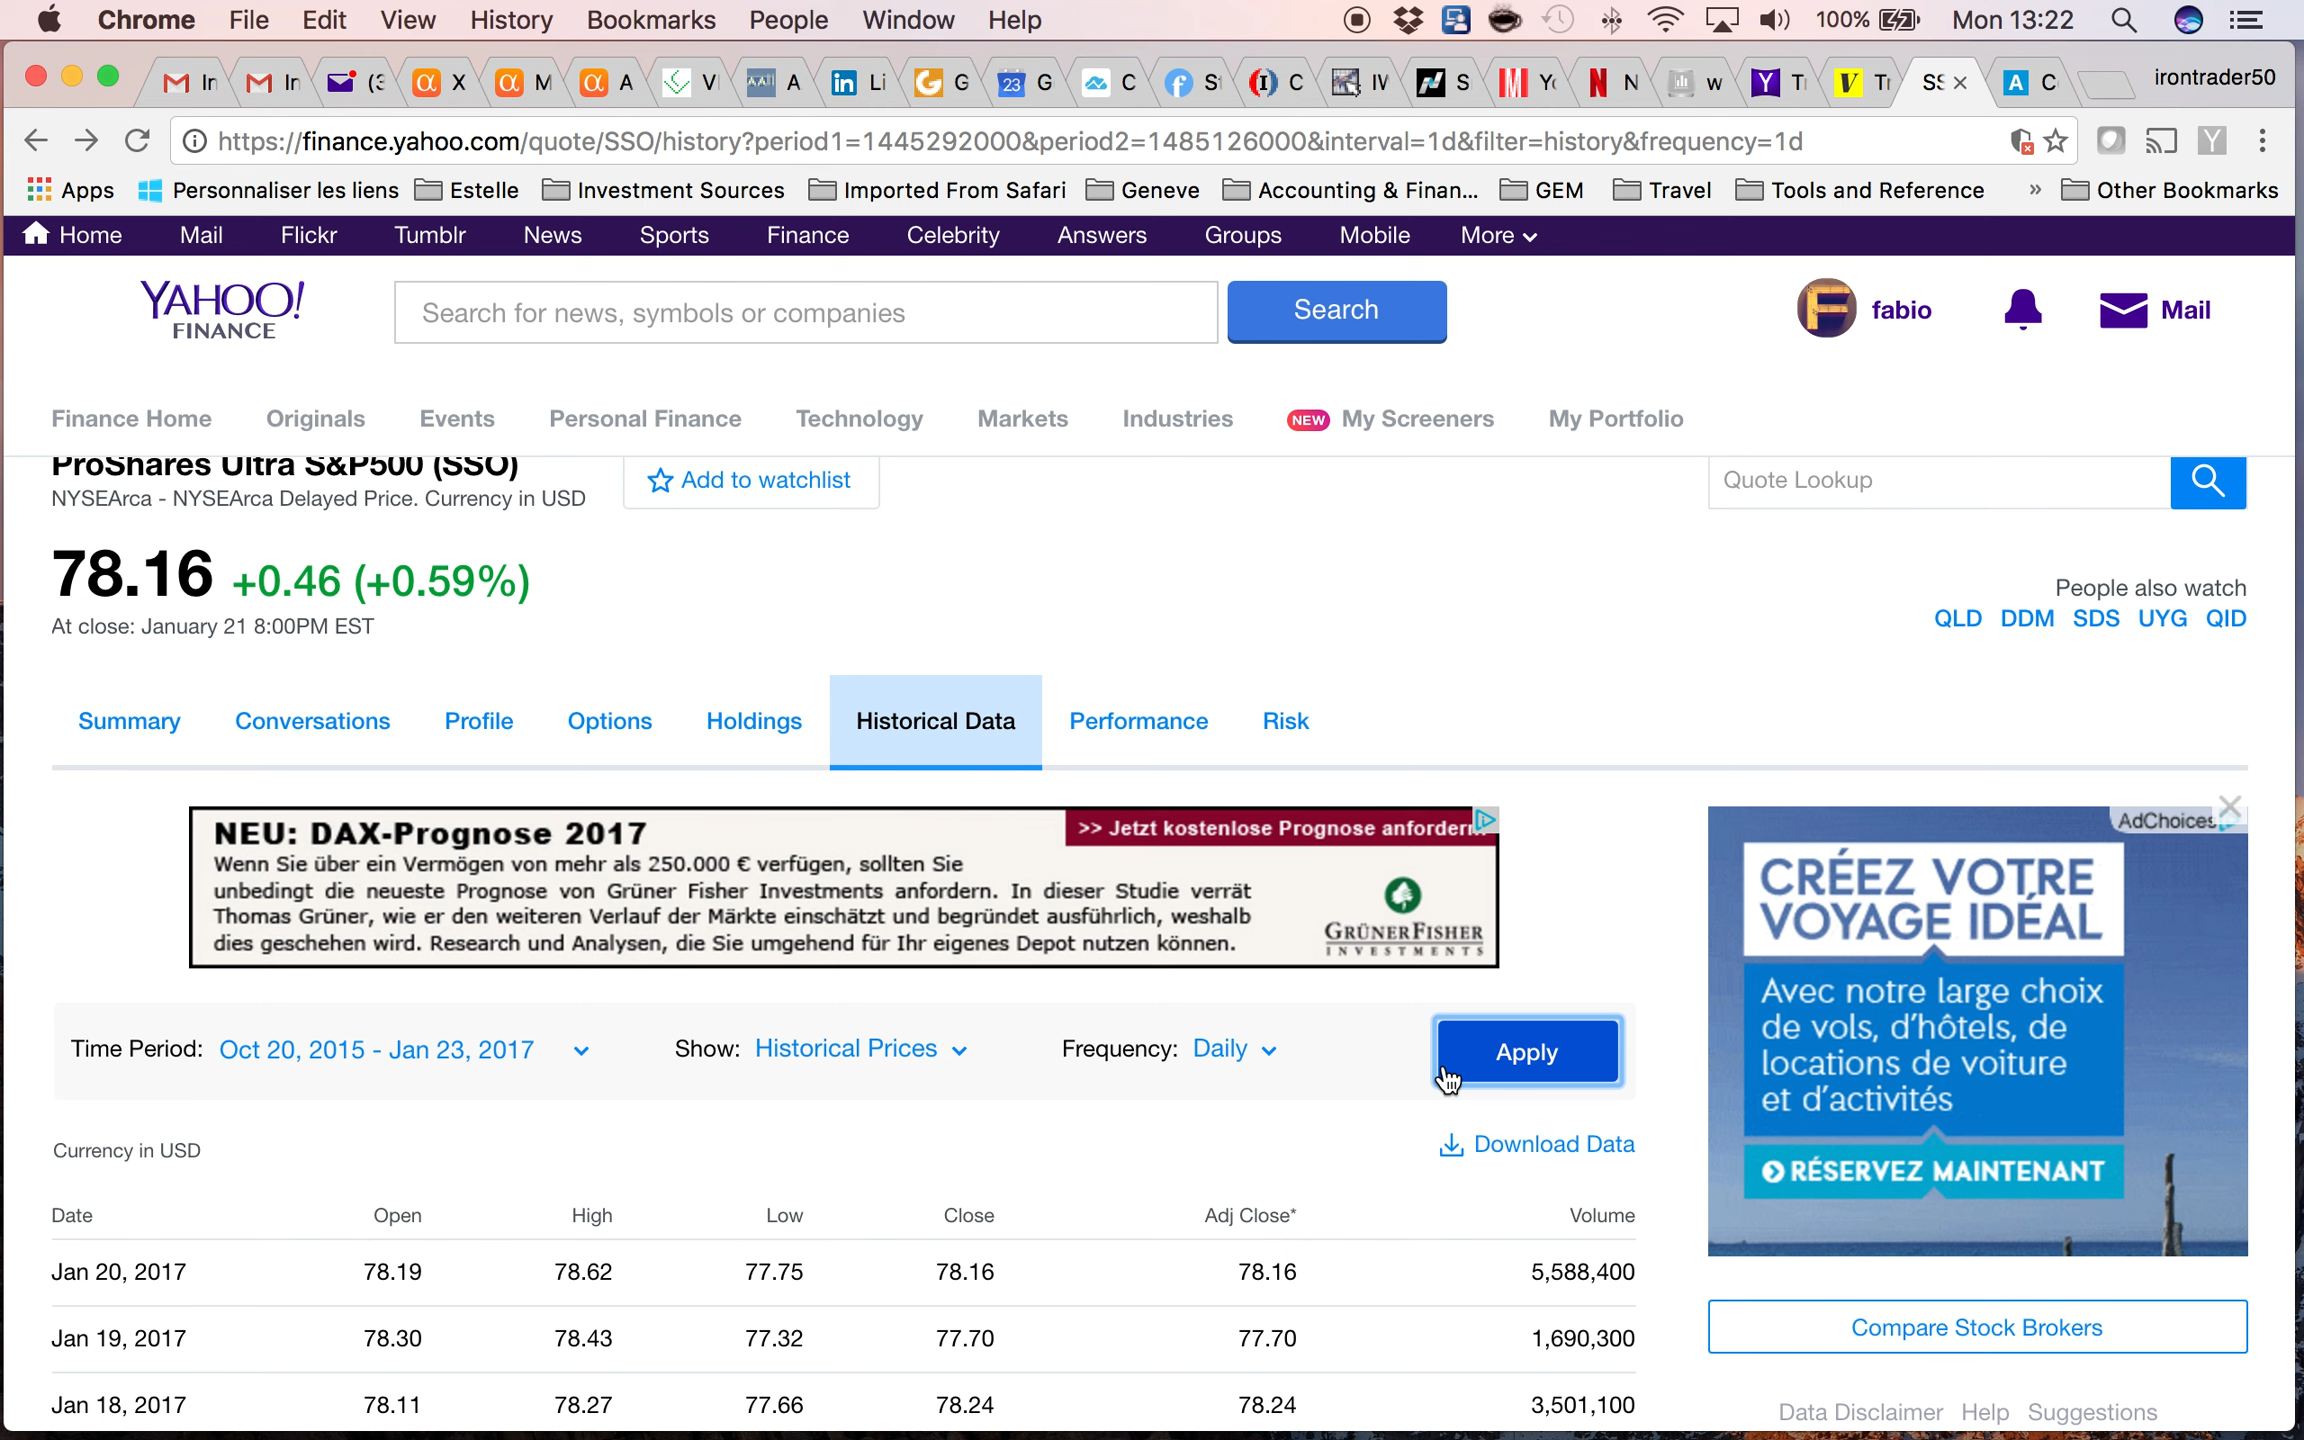 Chrome File Edit View History Bookmarks People Window Help 100% Mon 13:22
In In (3 X M A V A Li G 23 G C St C IW S Yo N w T Tr SS C irontrader50
https://finance.yahoo.com/quote/SSO/history?period1=1445292000&period2=1485126000&interval=1d&filter=history&frequency=1d
Apps Personnaliser les liens Estelle Investment Sources Imported From Safari Geneve Accounting & Finan... GEM Travel Tools and Reference » Other Bookmarks
Home Mail Flickr Tumblr News Sports Finance Celebrity Answers Groups Mobile More
YAHOO!
FINANCE
Search for news, symbols or companies Search fabio Mail
Finance Home Originals Events Personal Finance Technology Markets Industries NEW My Screeners My Portfolio
ProShares Ultra S&P500 (SSO)
NYSEArca - NYSEArca Delayed Price. Currency in USD
Add to watchlist
Quote Lookup
78.16 +0.46 (+0.59%)
At close: January 21 8:00PM EST
People also watch
QLD DDM SDS UYG QID
Summary Conversations Profile Options Holdings Historical Data Performance Risk
NEU: DAX-Prognose 2017
>> Jetzt kostenlose Prognose anfordern
Wenn Sie über ein Vermögen von mehr als 250.000 € verfügen, sollten Sie
unbedingt die neueste Prognose von Grüner Fisher Investments anfordern. In dieser Studie verrät
Thomas Grüner, wie er den weiteren Verlauf der Märkte einschätzt und begründet ausführlich, weshalb
dies geschehen wird. Research und Analysen, die Sie umgehend für Ihr eigenes Depot nutzen können.
GRÜNERFISHER
INVESTMENTS
AdChoices
CRÉEZ VOTRE
VOYAGE IDÉAL
Avec notre large choix
de vols, d'hôtels, de
locations de voiture
et d'activités
RÉSERVEZ MAINTENANT
Time Period: Oct 20, 2015 - Jan 23, 2017 Show: Historical Prices Frequency: Daily Apply
Currency in USD Download Data
Date Open High Low Close Adj Close* Volume
Jan 20, 2017 78.19 78.62 77.75 78.16 78.16 5,588,400
Jan 19, 2017 78.30 78.43 77.32 77.70 77.70 1,690,300
Jan 18, 2017 78.11 78.27 77.66 78.24 78.24 3,501,100
Compare Stock Brokers
Data Disclaimer Help Suggestions